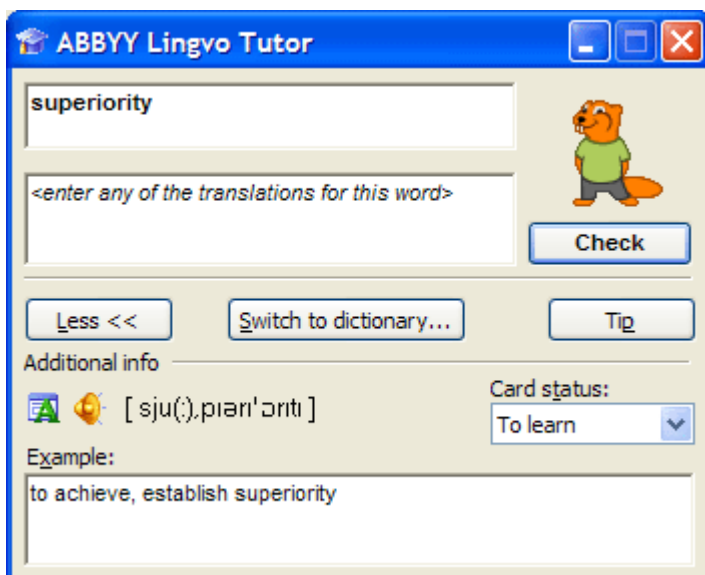 ABBYY Lingvo Tutor
superiority
<enter any of the translations for this word>
Check
Less <<
Switch to dictionary...
Tip
Additional info
[ sju(:),pɪərɪ'ɔrɪtɪ ]
Card status:
To learn
Example:
to achieve, establish superiority